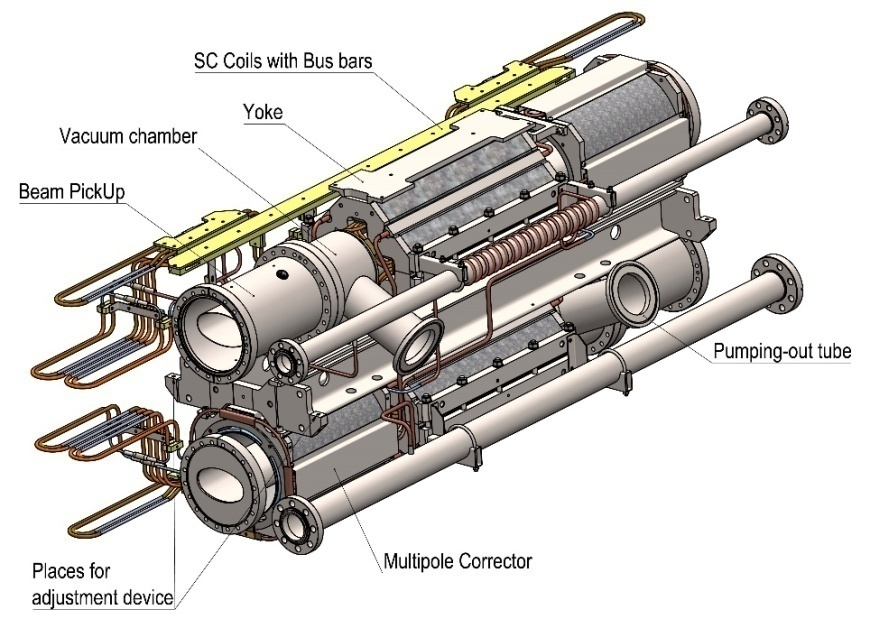 SC Coils with Bus bars
Yoke
Vacuum chamber
Beam PickUp
Pumping-out tube
Multipole Corrector
Places for
adjustment device